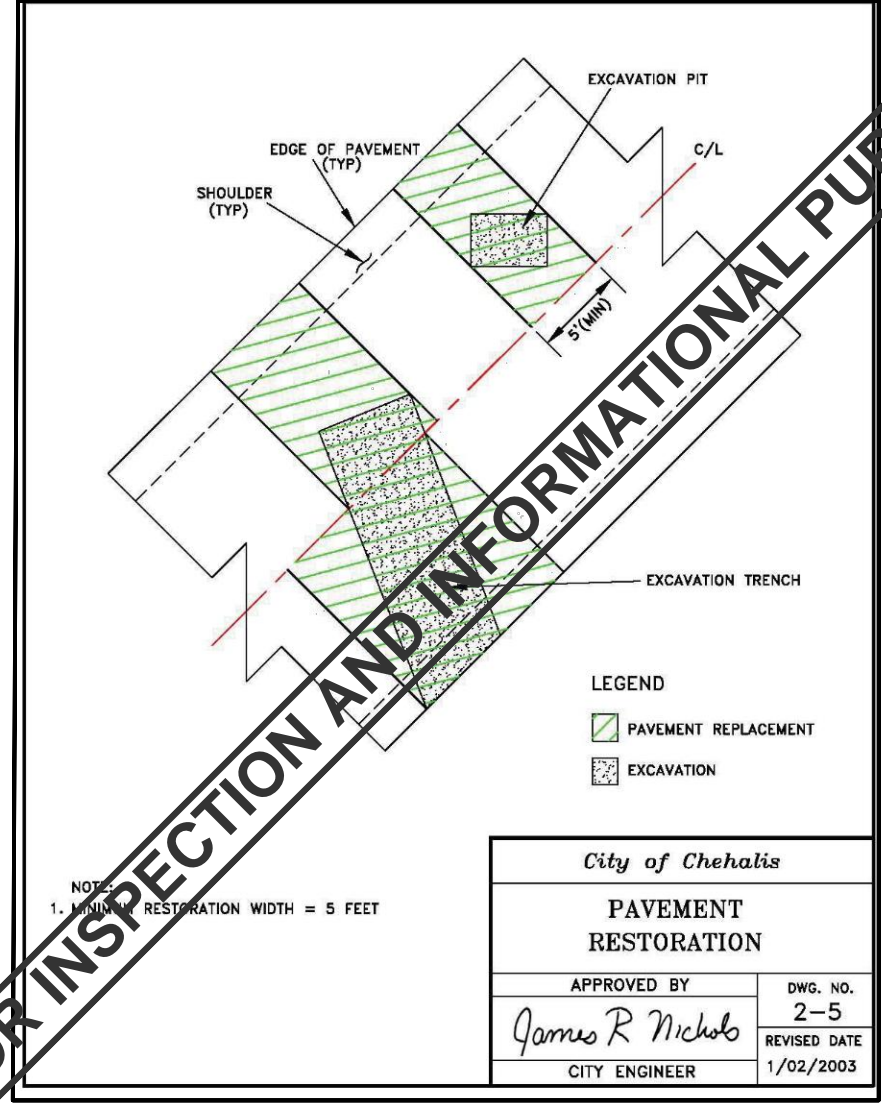 EXCAVATION PIT
EDGE OF PAVEMENT
(TYP)
C/L
SHOULDER
(TYP)
5'(MIN)
EXCAVATION TRENCH
LEGEND
PAVEMENT REPLACEMENT
EXCAVATION
NOTE:
1. MINIMUM RESTORATION WIDTH = 5 FEET
City of Chehalis
PAVEMENT
RESTORATION
APPROVED BY
James R Nichols
CITY ENGINEER
DWG. NO.
2-5
REVISED DATE
1/02/2003
INSPECTION AND INFORMATIONAL